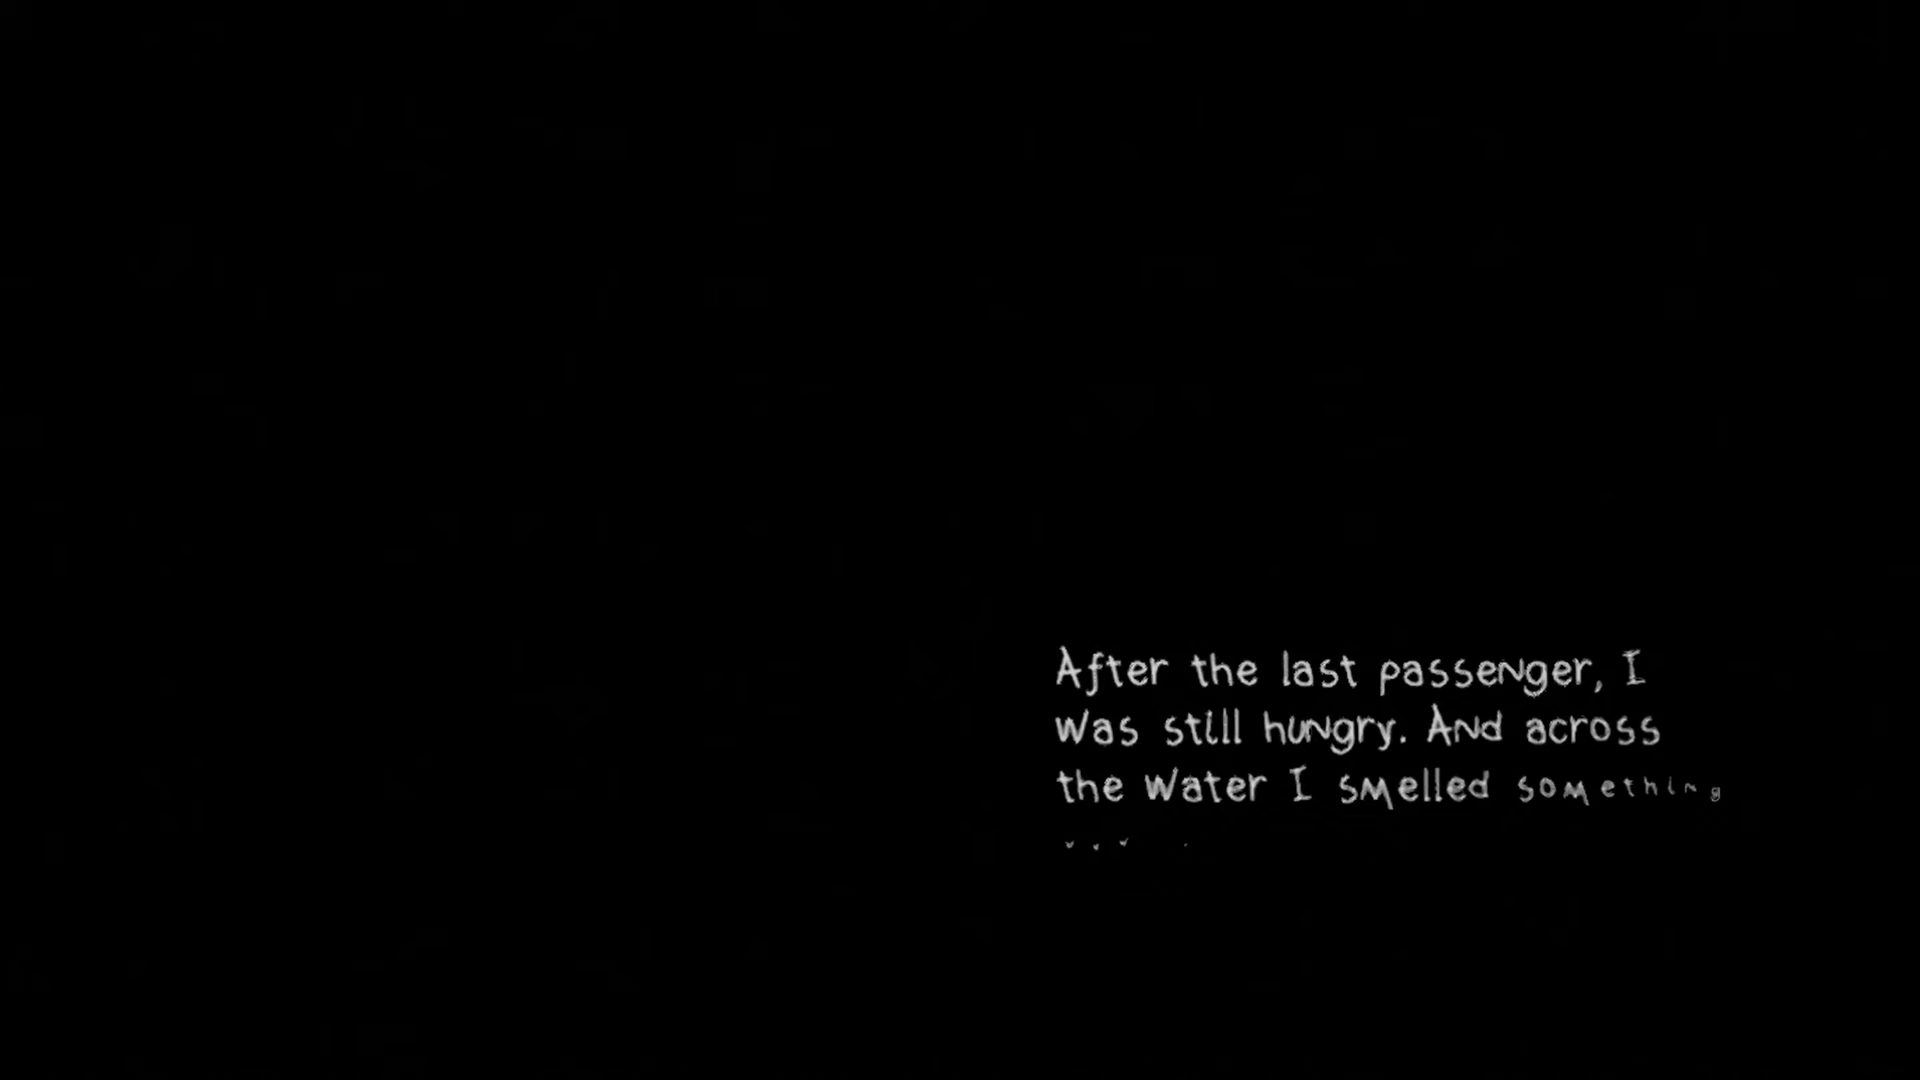 After the last passenger, I
was still hungry. And across
the water I smelled something